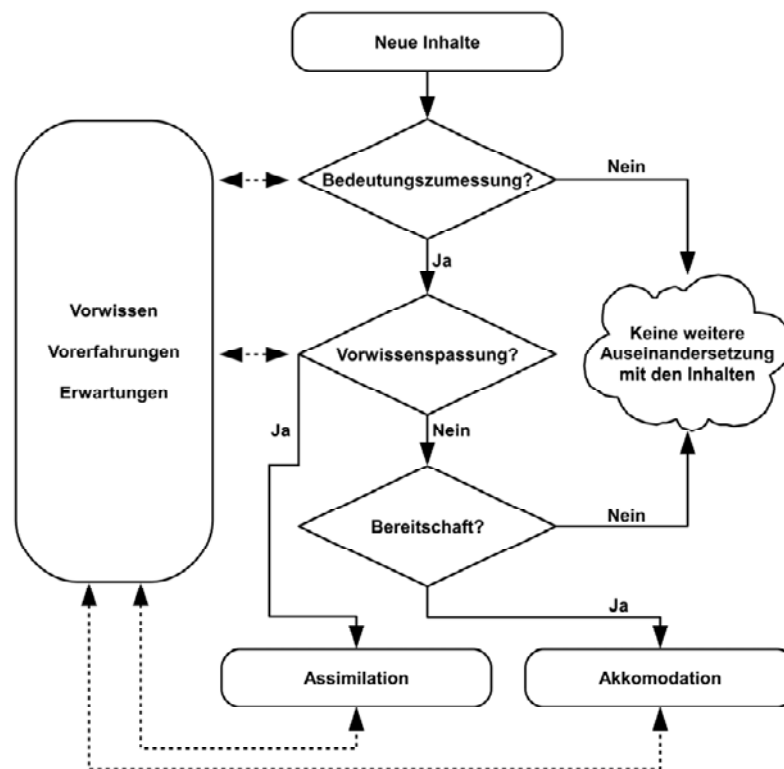 Neue Inhalte
Bedeutungszumessung?
Nein
Ja
Vorwissen
Vorerfahrungen
Erwartungen
Vorwissenspassung?
Keine weitere
Auseinandersetzung
mit den Inhalten
Ja
Nein
Bereitschaft?
Nein
Ja
Assimilation
Akkomodation